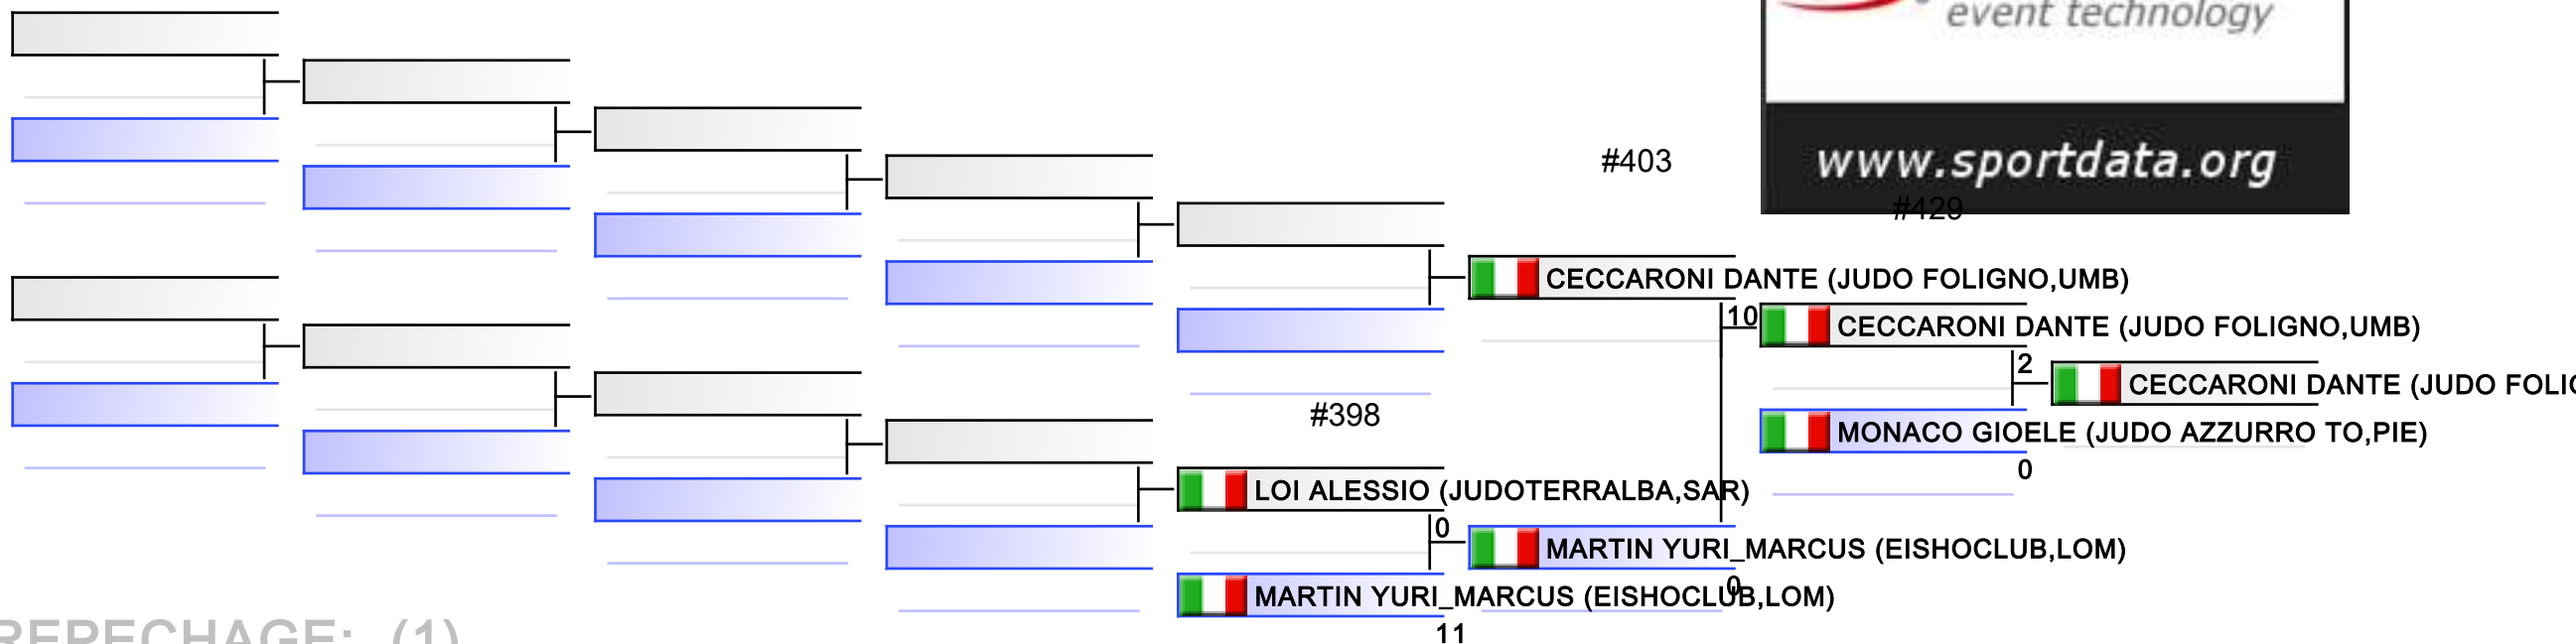 event technology
www.sportdata.org
#403
#429
CECCARONI DANTE (JUDO FOLIGNO,UMB)
10
CECCARONI DANTE (JUDO FOLIGNO,UMB)
2
CECCARONI DANTE (JUDO FOLIG
#398
MONACO GIOELE (JUDO AZZURRO TO,PIE)
0
LOI ALESSIO (JUDOTERRALBA,SAR)
0
MARTIN YURI_MARCUS (EISHOCLUB,LOM)
0
MARTIN YURI_MARCUS (EISHOCLUB,LOM)
11
REPECHAGE: (1)